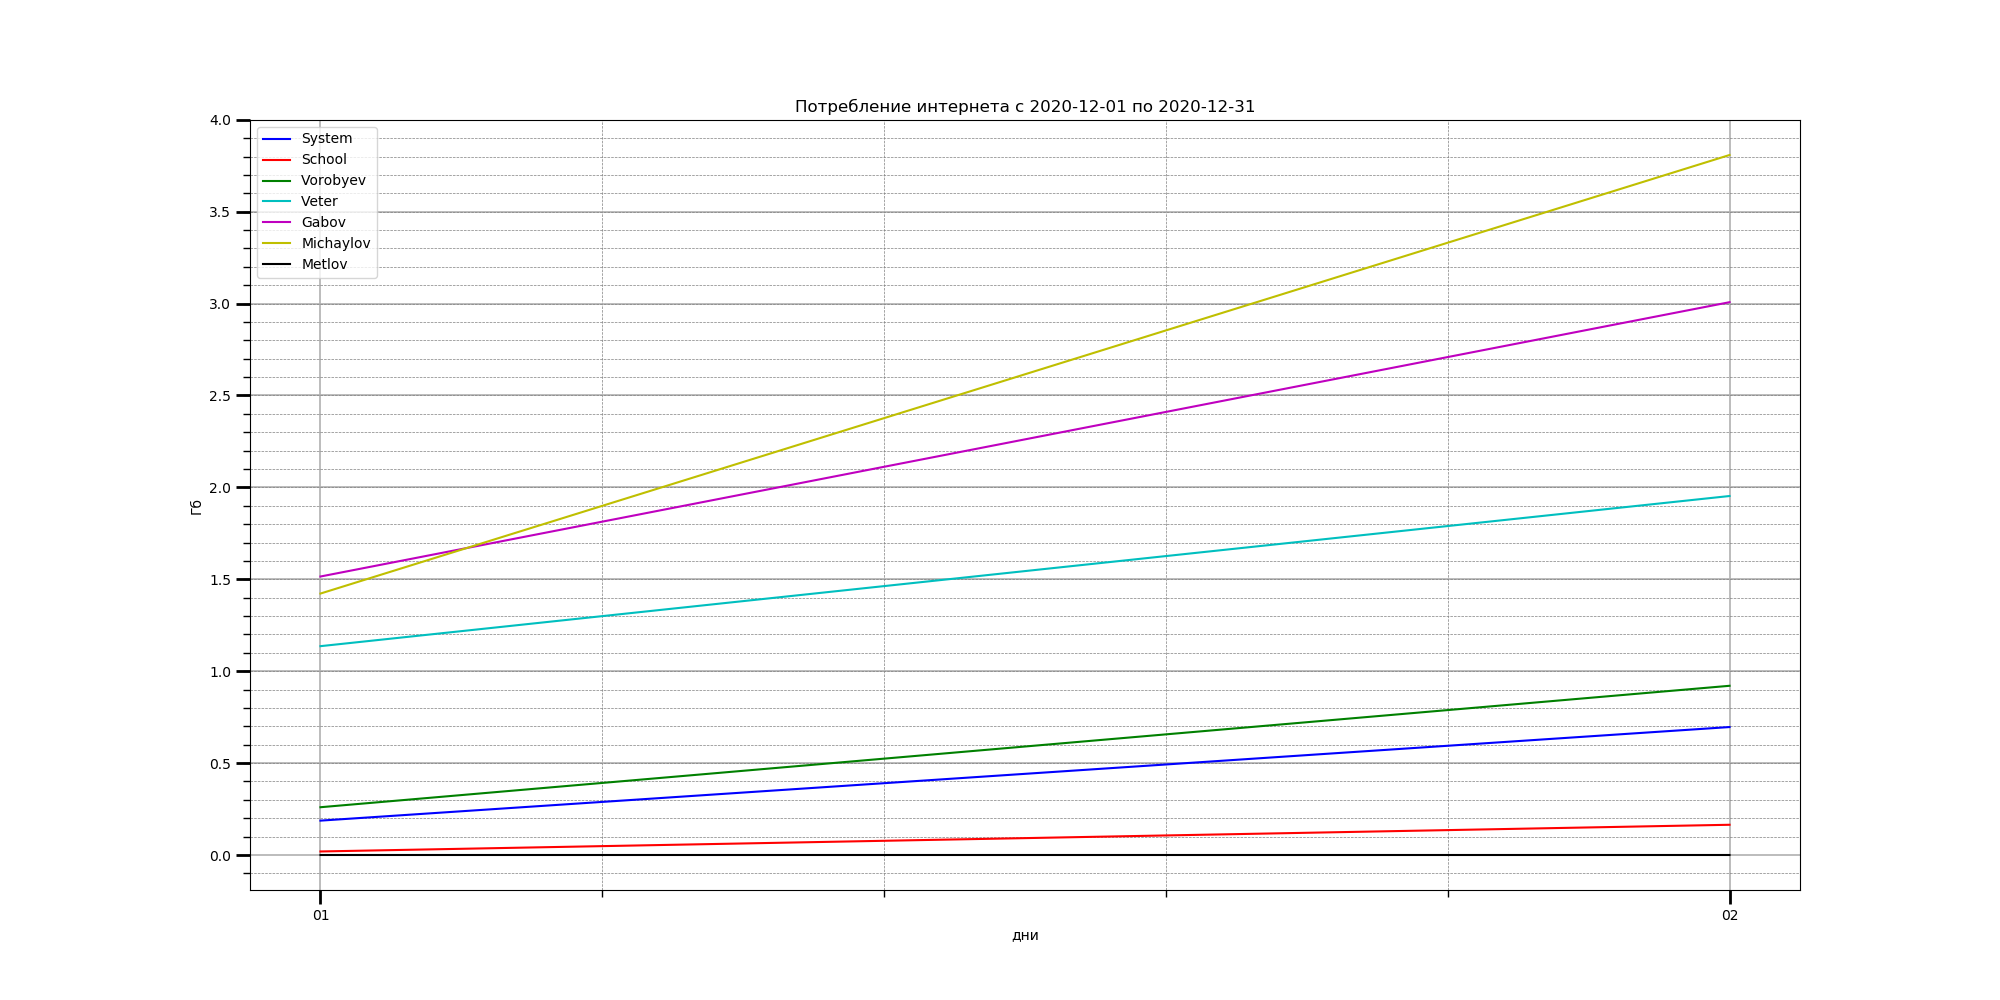 Потребление интернета с 2020-12-01 по 2020-12-31
4.0
3.5
3.0
2.5
2.0
1.5
1.0
0.5
0.0
Гб
System
School
Vorobyev
Veter
Gabov
Michaylov
Metlov
01
02
дни